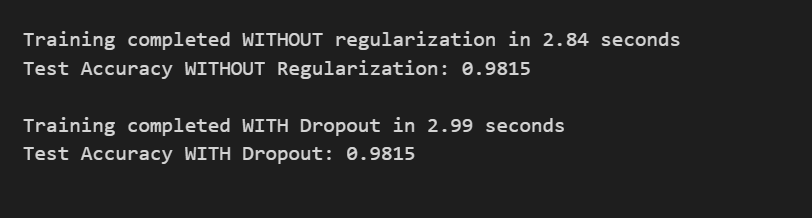 Training completed WITHOUT regularization in 2.84 seconds
Test Accuracy WITHOUT Regularization: 0.9815
Training completed WITH Dropout in 2.99 seconds
Test Accuracy WITH Dropout: 0.9815